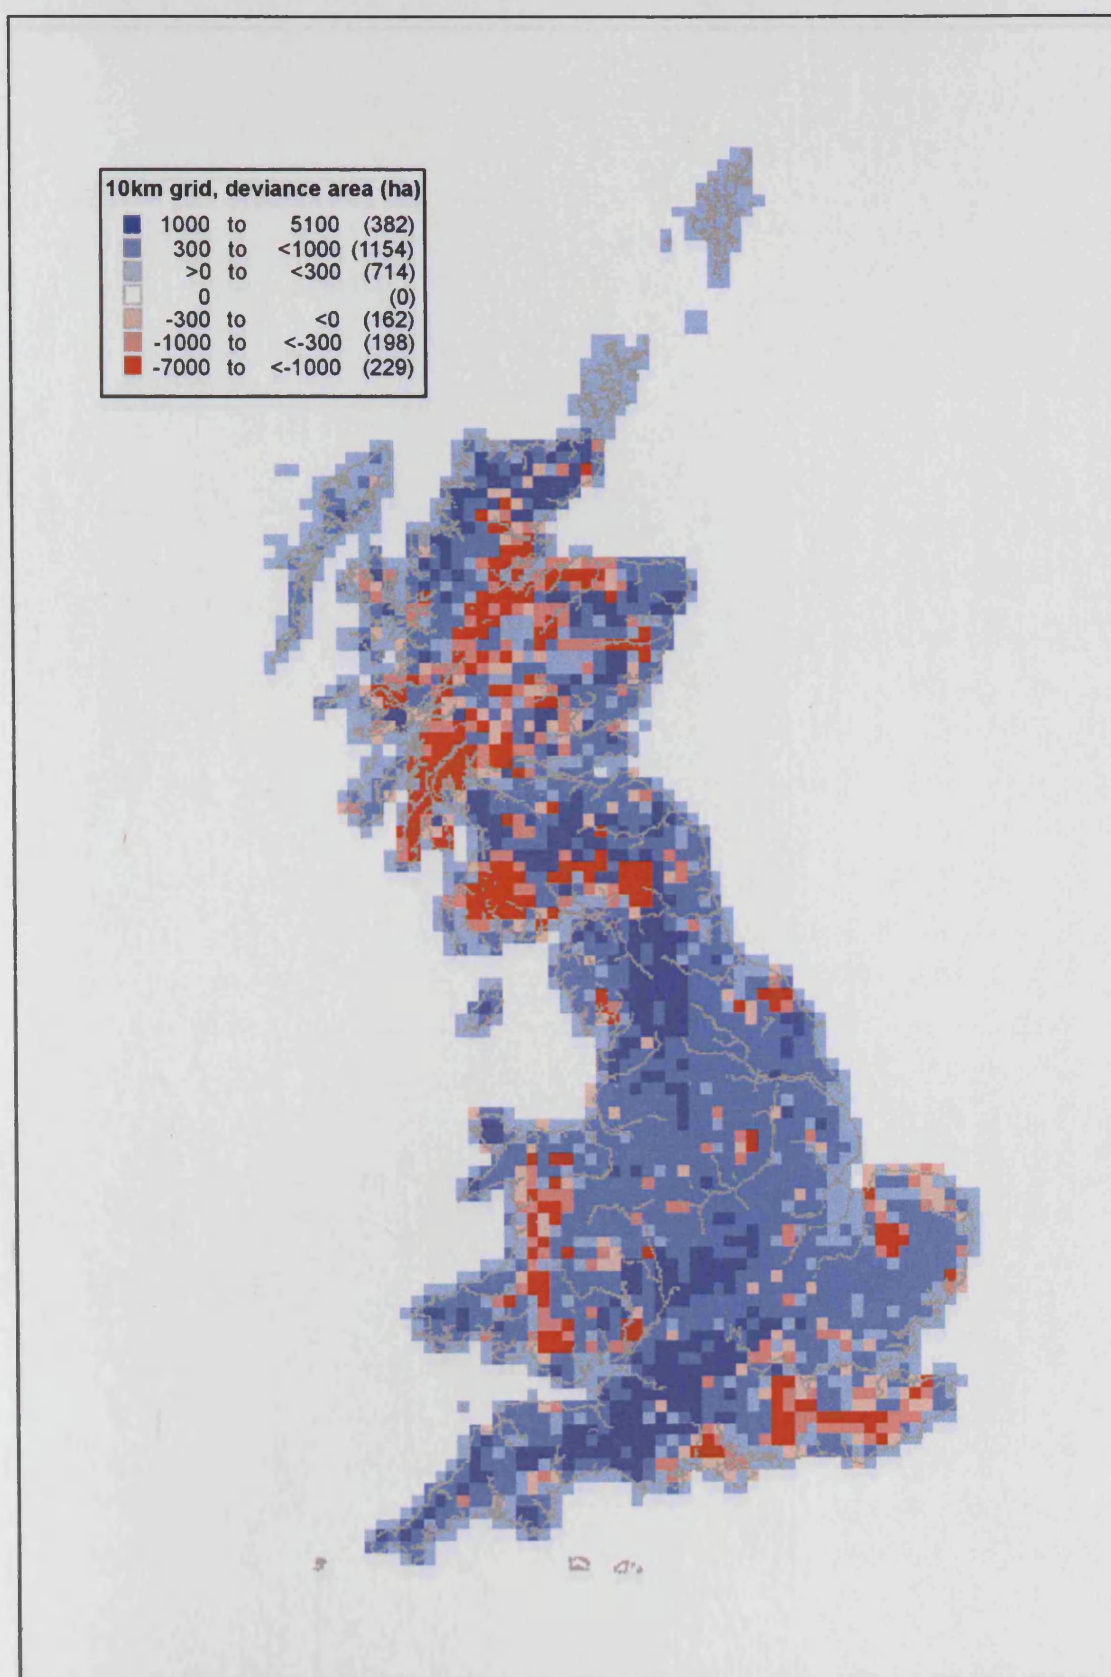 10km grid, deviance area (ha)
1000 to 5100 (382)
300 to <1000 (1154)
>0 to <300 (714)
0 (0)
-300 to <0 (162)
-1000 to <-300 (198)
-7000 to <-1000 (229)